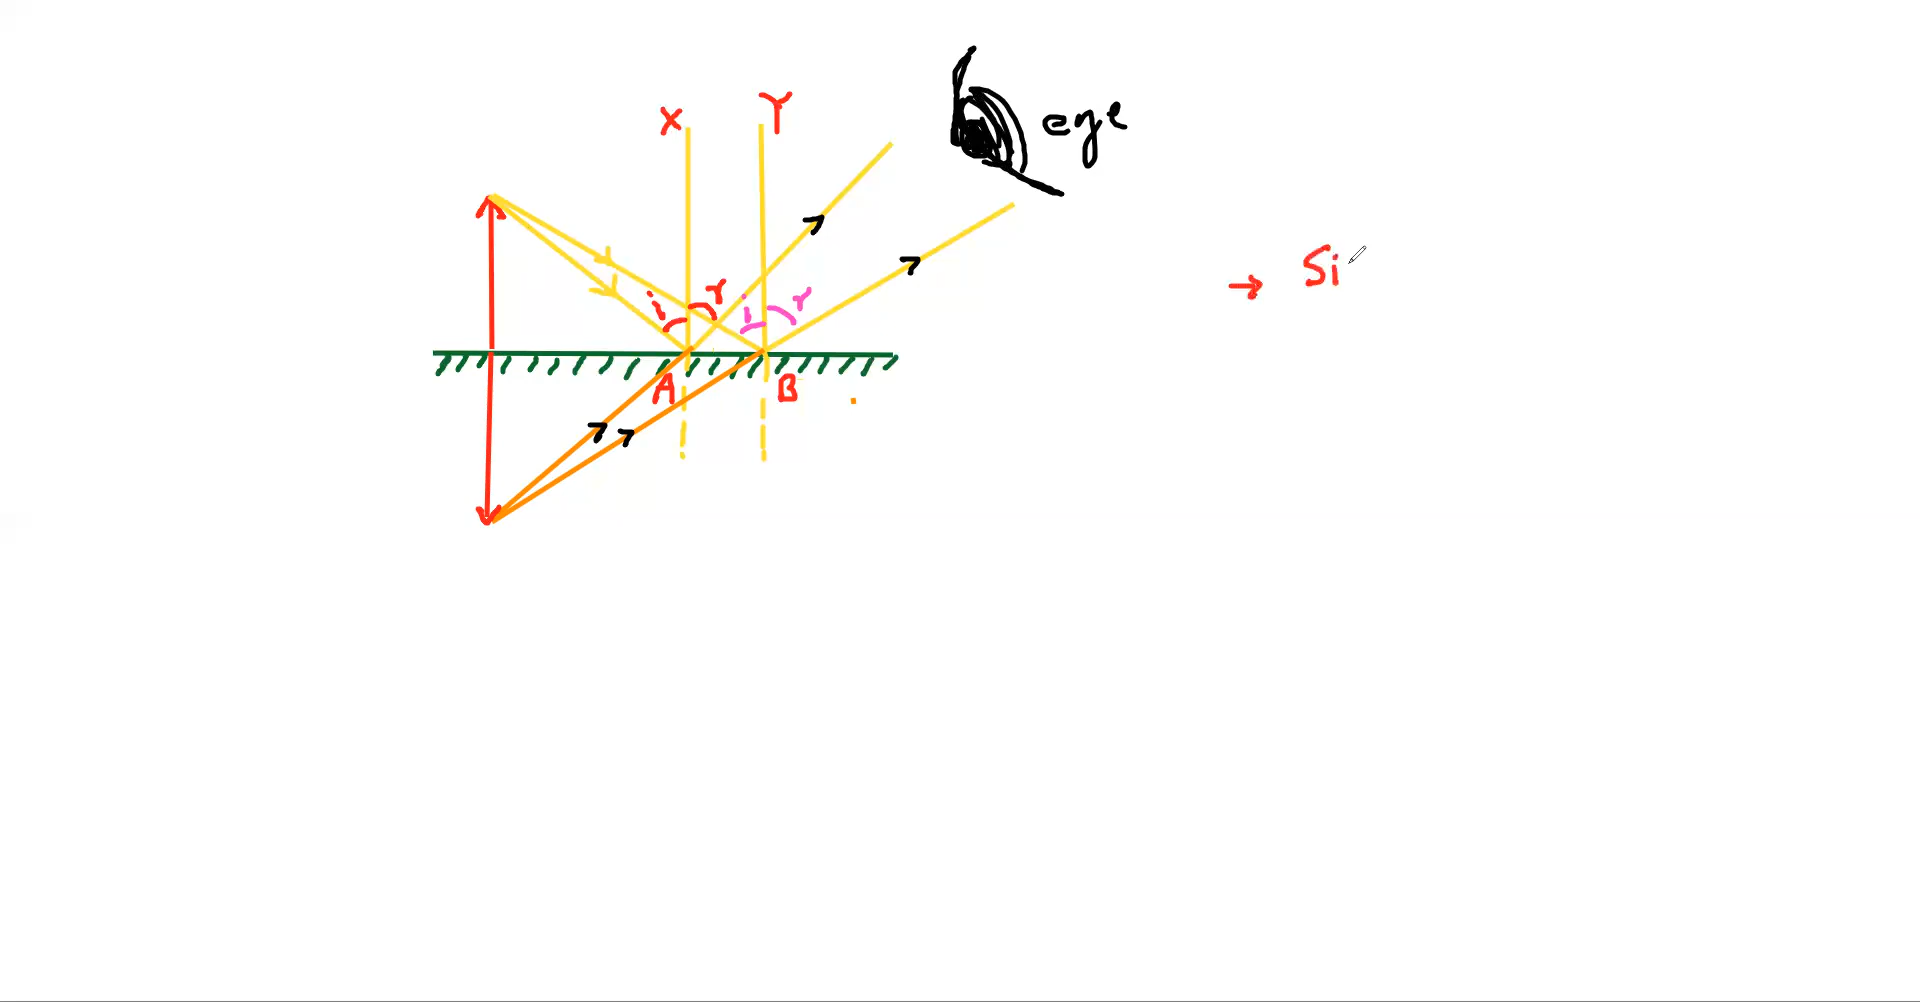 X Y
eye
→ Si
i r i r
A B